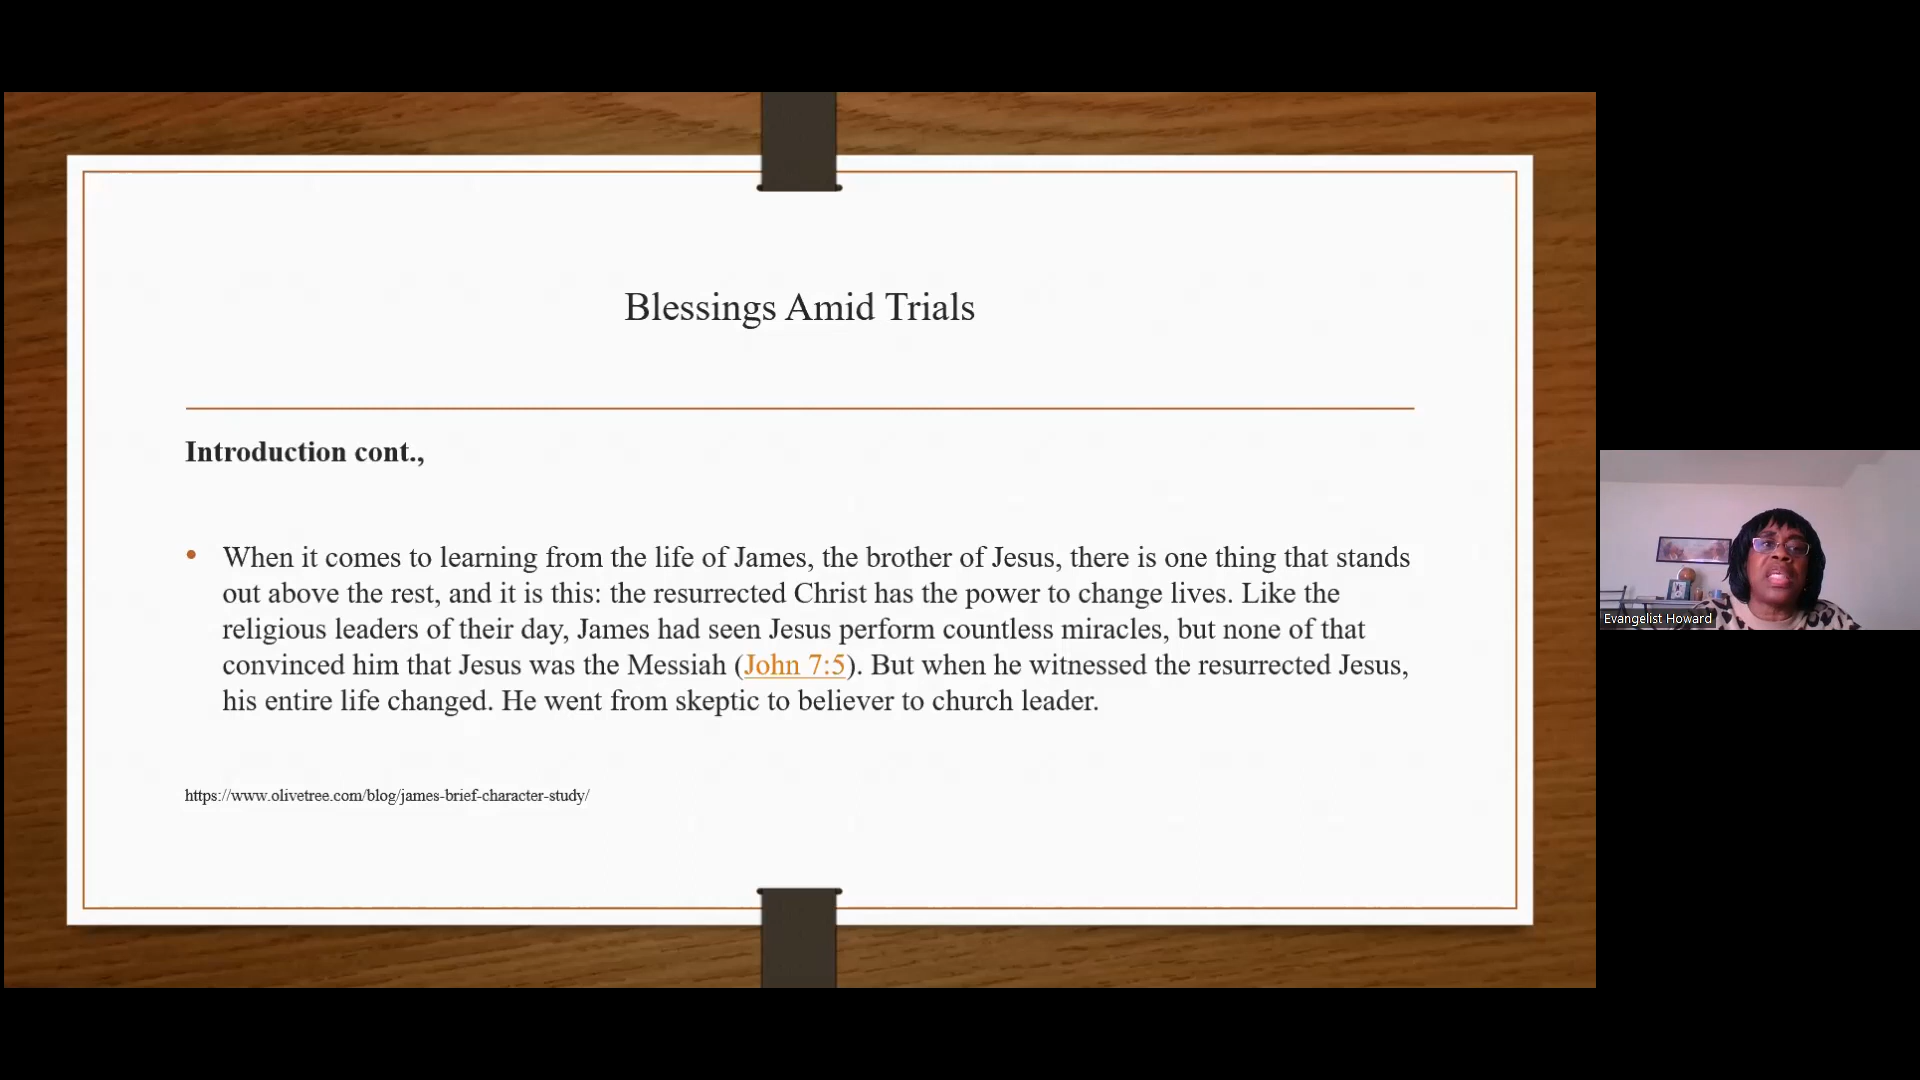 Blessings Amid Trials
Introduction cont.,
• When it comes to learning from the life of James, the brother of Jesus, there is one thing that stands
out above the rest, and it is this: the resurrected Christ has the power to change lives. Like the
religious leaders of their day, James had seen Jesus perform countless miracles, but none of that
convinced him that Jesus was the Messiah (John 7:5). But when he witnessed the resurrected Jesus,
his entire life changed. He went from skeptic to believer to church leader.
https://www.olivetree.com/blog/james-brief-character-study/
Evangelist Howard